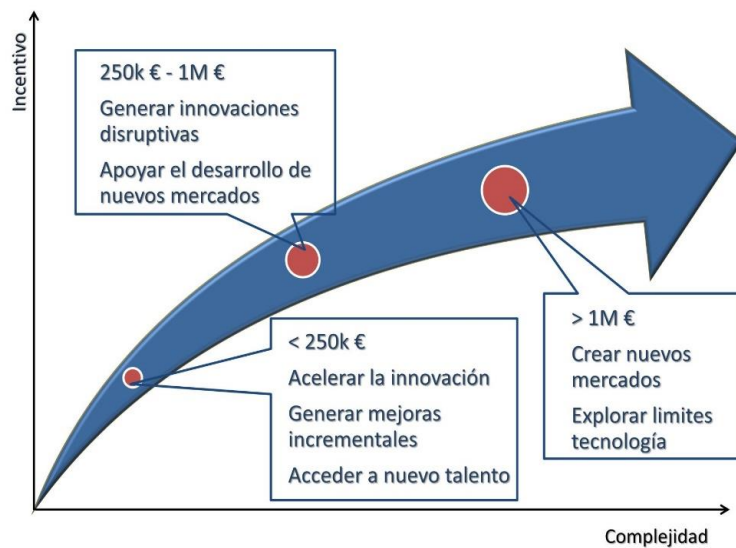 Incentivo
250k € - 1M €
Generar innovaciones
disruptivas
Apoyar el desarrollo de
nuevos mercados
< 250k €
Acelerar la innovación
Generar mejoras
incrementales
Acceder a nuevo talento
> 1M €
Crear nuevos
mercados
Explorar limites
tecnología
Complejidad